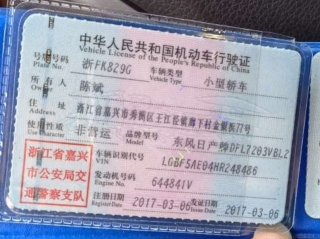 中华人民共和国机动车行驶证
Vehicle License of the People's Republic of China
号牌号码 浙FK829G 车辆类型 小型轿车
Plate No. Vehicle Type
所有人 陈斌
Owner
住址 浙江省嘉兴市秀洲区王江泾镇廊下村金钡匠77号
Address
使用性质 非营运 品牌型号 东风日产牌DFL7203VBL2
Use Character Model
浙江省嘉兴
市公安局交
通警察支队
车辆识别代号 LGBF5AE04HR248486
VIN
发动机号码 644841V
Engine No.
注册日期 2017-03-06 发证日期 2017-03-06
Register Date Issue Date